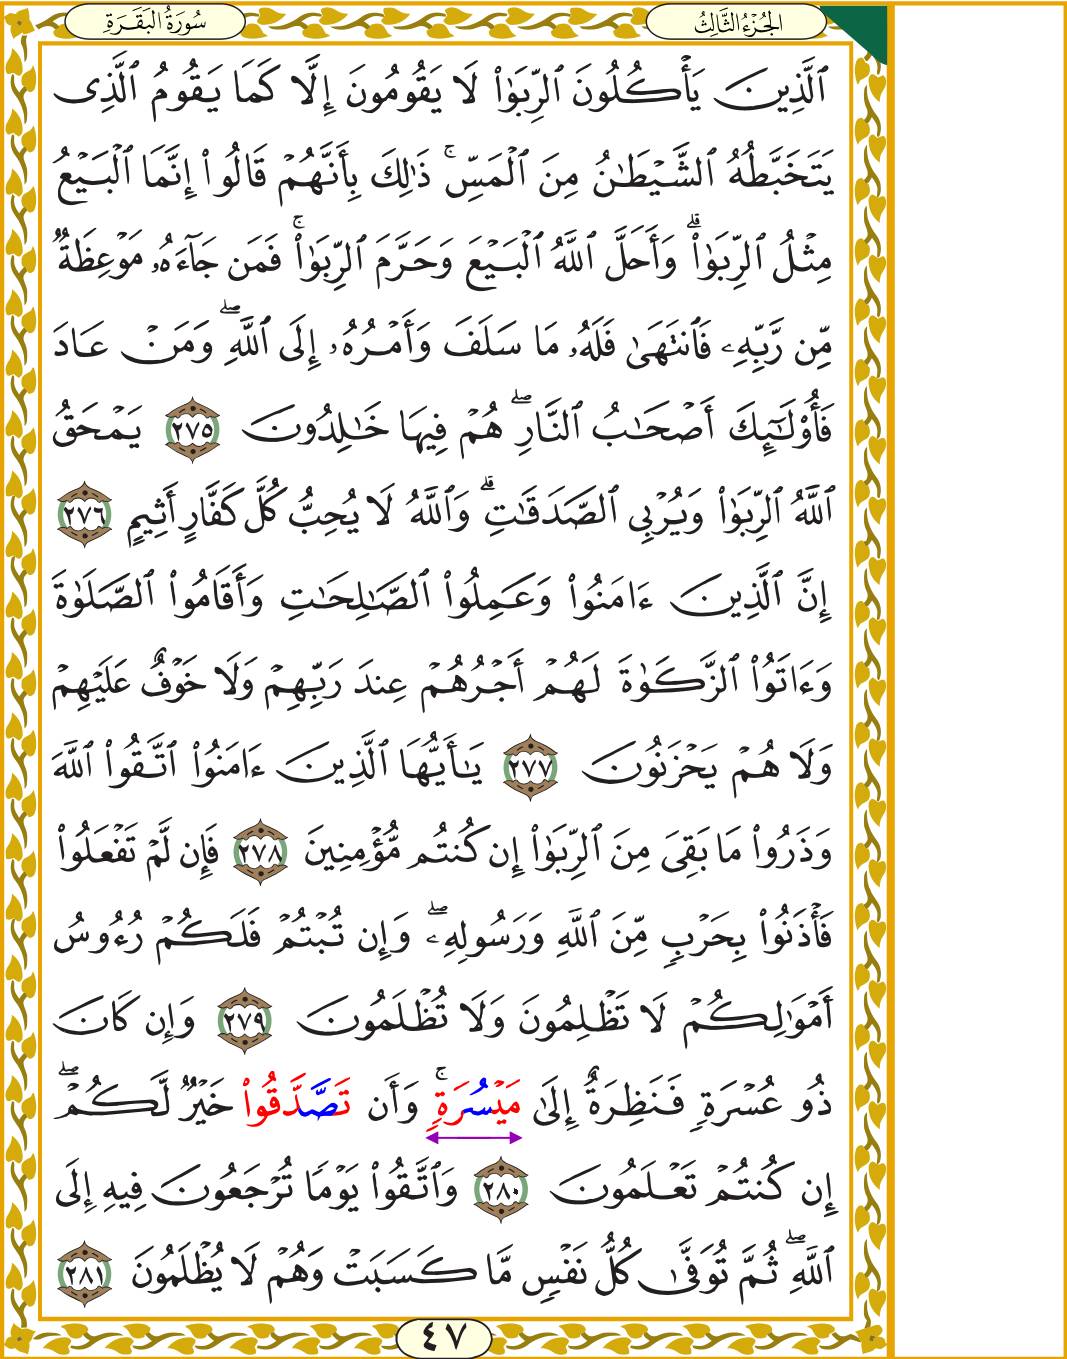 الجُزْءُ الثَّالِثُ
سُورَةُ البَقَرَةِ
ٱلَّذِينَ يَأْكُلُونَ ٱلرِّبَوٰا۟ لَا يَقُومُونَ إِلَّا كَمَا يَقُومُ ٱلَّذِى
يَتَخَبَّطُهُ ٱلشَّيْطَـٰنُ مِنَ ٱلْمَسِّۚ ذَٰلِكَ بِأَنَّهُمْ قَالُوٓا۟ إِنَّمَا ٱلْبَيْعُ
مِثْلُ ٱلرِّبَوٰا۟ۗ وَأَحَلَّ ٱللَّهُ ٱلْبَيْعَ وَحَرَّمَ ٱلرِّبَوٰا۟ۚ فَمَن جَآءَهُۥ مَوْعِظَةٌ
مِّن رَّبِّهِۦ فَٱنتَهَىٰ فَلَهُۥ مَا سَلَفَ وَأَمْرُهُۥٓ إِلَى ٱللَّهِۖ وَمَنْ عَادَ
فَأُو۟لَـٰٓئِكَ أَصْحَـٰبُ ٱلنَّارِۖ هُمْ فِيهَا خَـٰلِدُونَ ٢٧٥ يَمْحَقُ
ٱللَّهُ ٱلرِّبَوٰا۟ وَيُرْبِى ٱلصَّدَقَـٰتِۗ وَٱللَّهُ لَا يُحِبُّ كُلَّ كَفَّارٍ أَثِيمٍ ٢٧٦
إِنَّ ٱلَّذِينَ ءَامَنُوا۟ وَعَمِلُوا۟ ٱلصَّـٰلِحَـٰتِ وَأَقَامُوا۟ ٱلصَّلَوٰةَ
وَءَاتَوُا۟ ٱلزَّكَوٰةَ لَهُمْ أَجْرُهُمْ عِندَ رَبِّهِمْ وَلَا خَوْفٌ عَلَيْهِمْ
وَلَا هُمْ يَحْزَنُونَ ٢٧٧ يَـٰٓأَيُّهَا ٱلَّذِينَ ءَامَنُوا۟ ٱتَّقُوا۟ ٱللَّهَ
وَذَرُوا۟ مَا بَقِىَ مِنَ ٱلرِّبَوٰٓا۟ إِن كُنتُم مُّؤْمِنِينَ ٢٧٨ فَإِن لَّمْ تَفْعَلُوا۟
فَأْذَنُوا۟ بِحَرْبٍ مِّنَ ٱللَّهِ وَرَسُولِهِۦۖ وَإِن تُبْتُمْ فَلَكُمْ رُءُوسُ
أَمْوَٰلِكُمْ لَا تَظْلِمُونَ وَلَا تُظْلَمُونَ ٢٧٩ وَإِن كَانَ
ذُو عُسْرَةٍ فَنَظِرَةٌ إِلَىٰ مَيْسُرَةٍۚ وَأَن تَصَّدَّقُوا۟ خَيْرٌ لَّكُمْۖ
إِن كُنتُمْ تَعْلَمُونَ ٢٨٠ وَٱتَّقُوا۟ يَوْمًا تُرْجَعُونَ فِيهِ إِلَى
ٱللَّهِۖ ثُمَّ تُوَفَّىٰ كُلُّ نَفْسٍ مَّا كَسَبَتْ وَهُمْ لَا يُظْلَمُونَ ٢٨١
٤٧